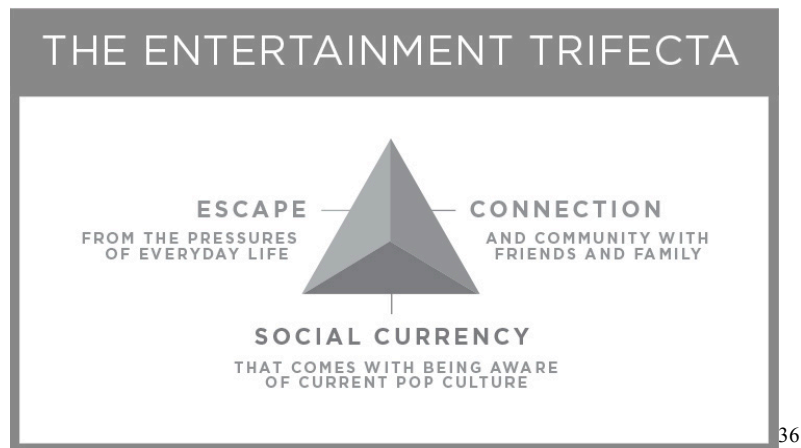 THE ENTERTAINMENT TRIFECTA
ESCAPE
FROM THE PRESSURES
OF EVERYDAY LIFE
CONNECTION
AND COMMUNITY WITH
FRIENDS AND FAMILY
SOCIAL CURRENCY
THAT COMES WITH BEING AWARE
OF CURRENT POP CULTURE
36